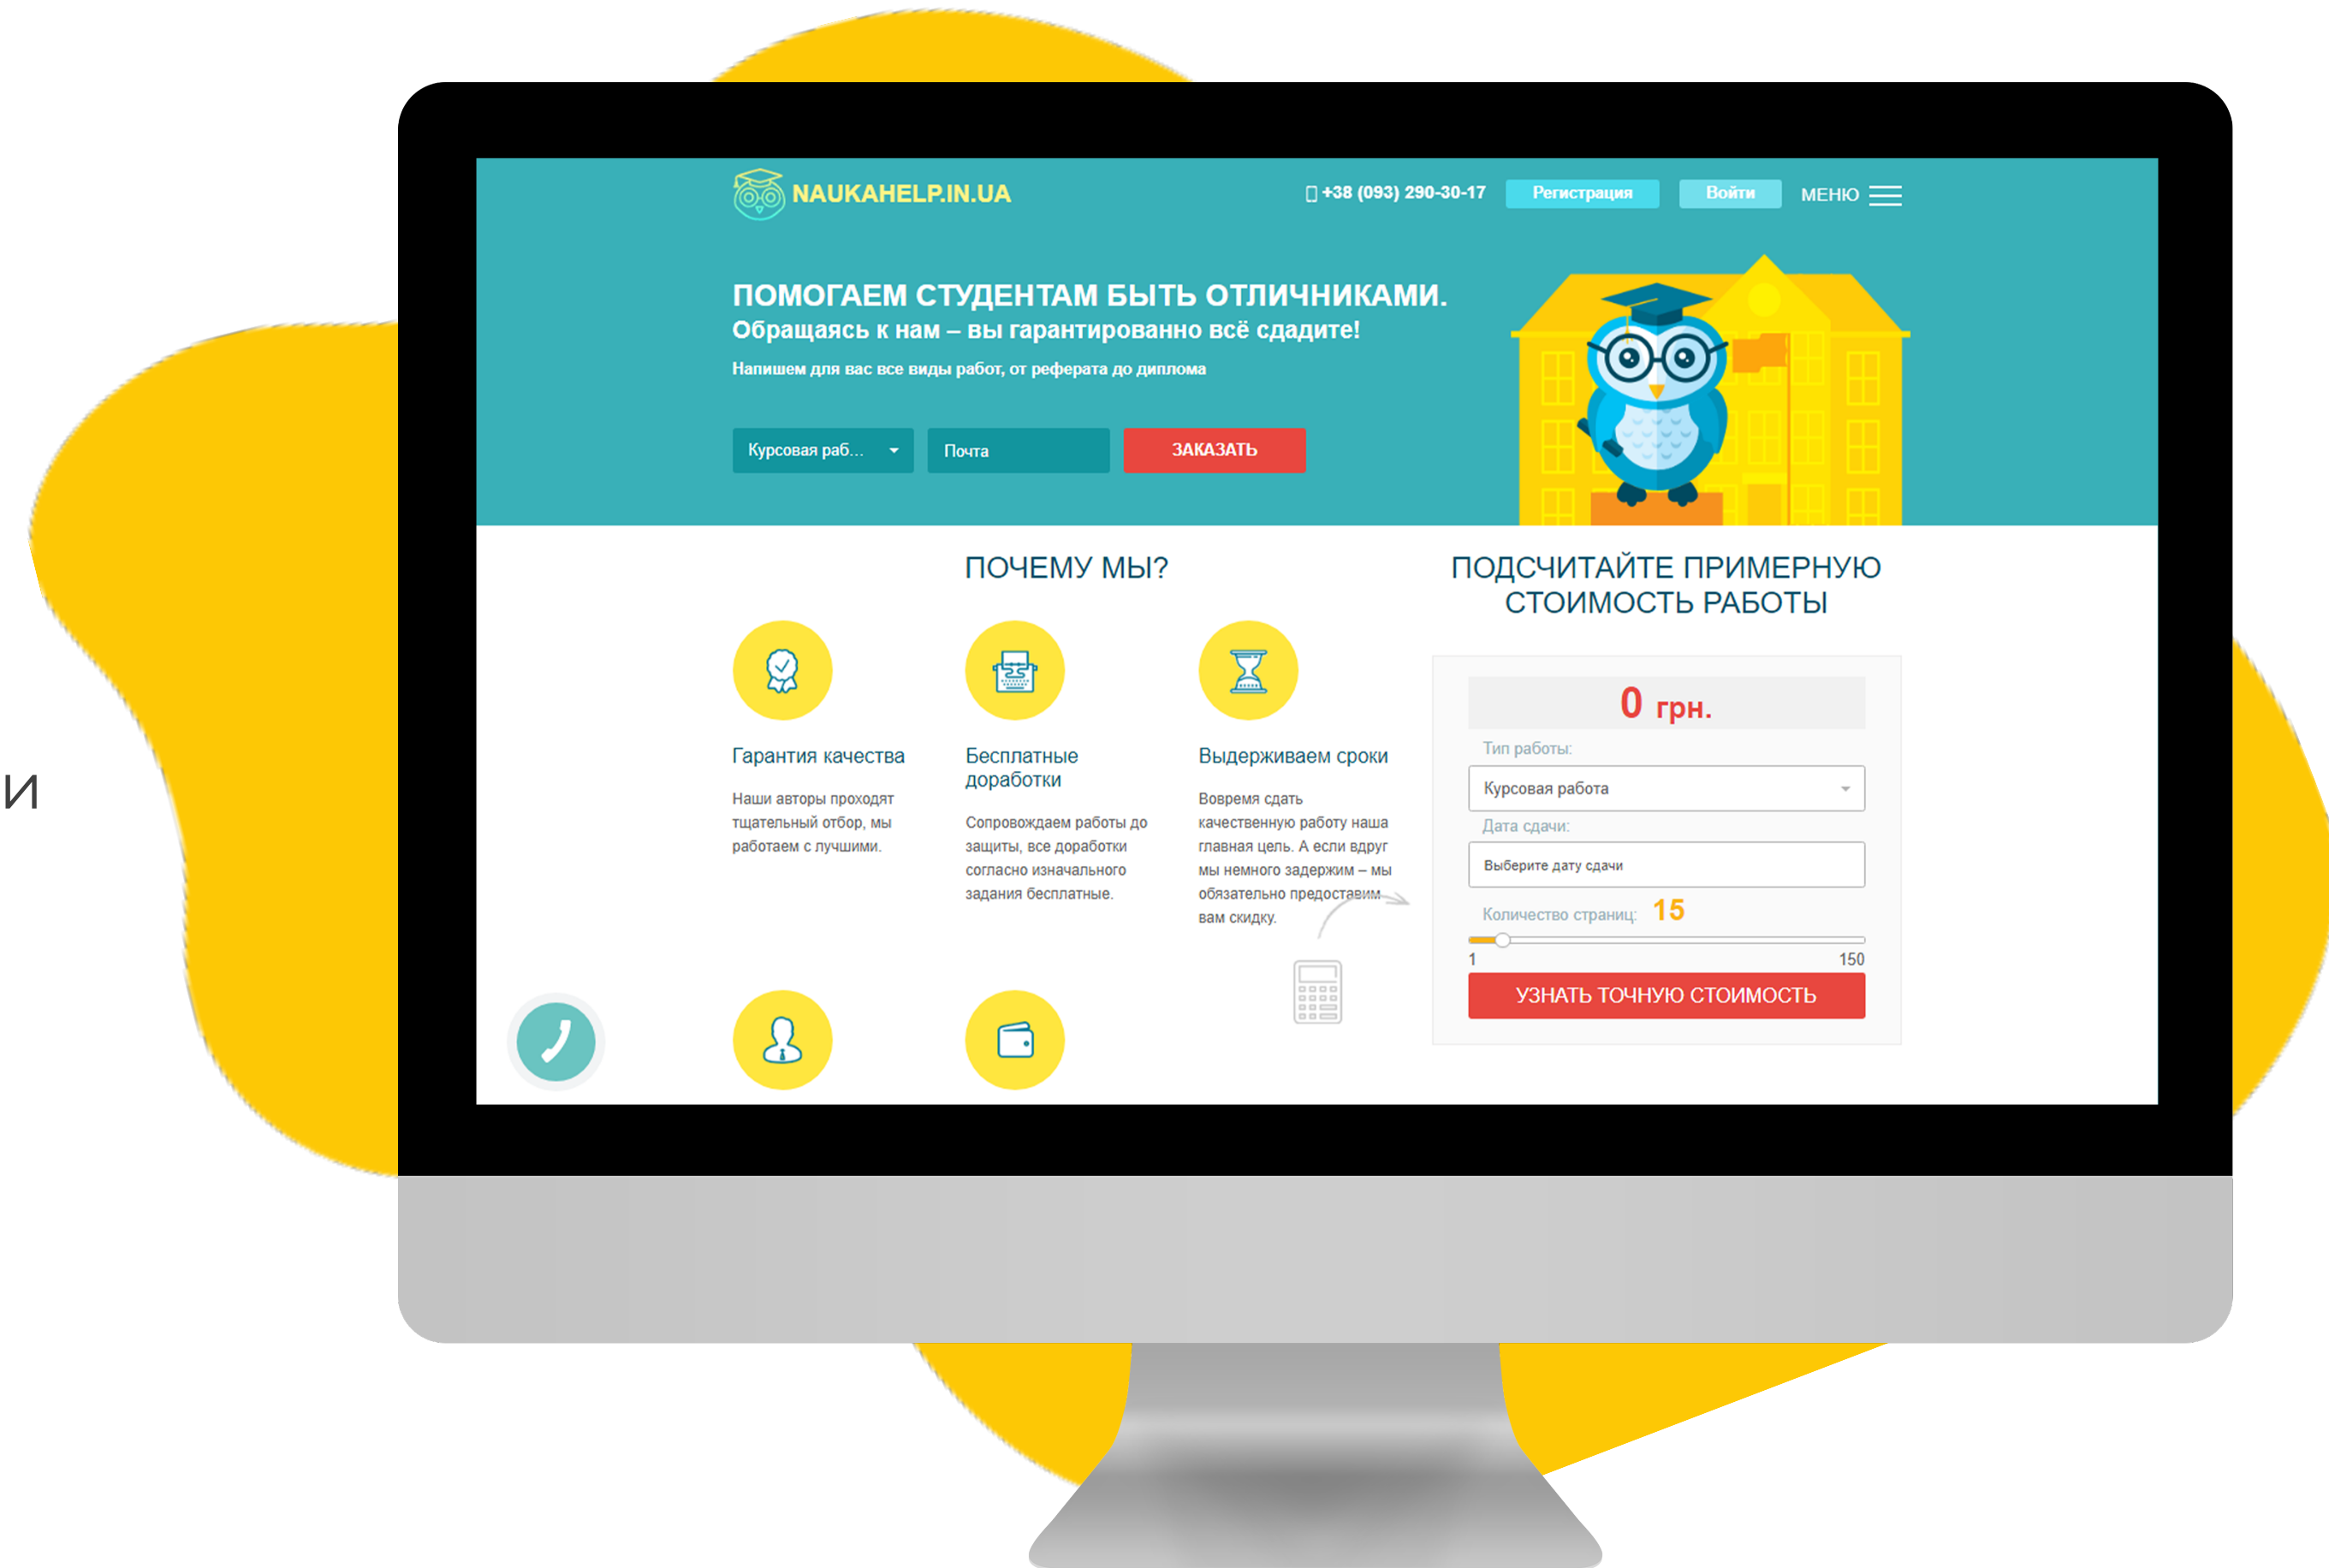 NAUKAHELP.IN.UA
+38 (093) 290-30-17
Регистрация
Войти
МЕНЮ
ПОМОГАЕМ СТУДЕНТАМ БЫТЬ ОТЛИЧНИКАМИ.
Обращаясь к нам – вы гарантированно всё сдадите!
Напишем для вас все виды работ, от реферата до диплома
Курсовая раб...
Почта
ЗАКАЗАТЬ
ПОЧЕМУ МЫ?
Гарантия качества
Наши авторы проходят
тщательный отбор, мы
работаем с лучшими.
Бесплатные
доработки
Сопровождаем работы до
защиты, все доработки
согласно изначального
задания бесплатные.
Выдерживаем сроки
Вовремя сдать
качественную работу наша
главная цель. А если вдруг
мы немного задержим – мы
обязательно предоставим
вам скидку.
ПОДСЧИТАЙТЕ ПРИМЕРНУЮ
СТОИМОСТЬ РАБОТЫ
0 грн.
Тип работы:
Курсовая работа
Дата сдачи:
Выберите дату сдачи
Количество страниц: 15
1
150
УЗНАТЬ ТОЧНУЮ СТОИМОСТЬ
и